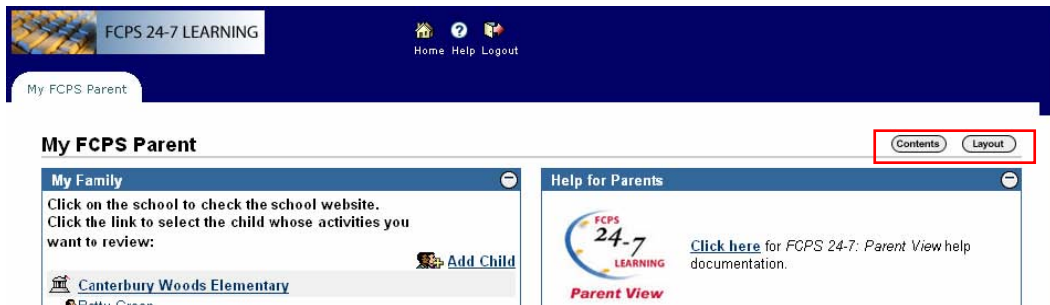 FCPS 24-7 LEARNING
Home Help Logout
My FCPS Parent
My FCPS Parent
Contents Layout
My Family
Click on the school to check the school website.
Click the link to select the child whose activities you
want to review:
Add Child
Canterbury Woods Elementary
Betty Green
Help for Parents
FCPS
24-7
LEARNING
Parent View
Click here for FCPS 24-7: Parent View help
documentation.